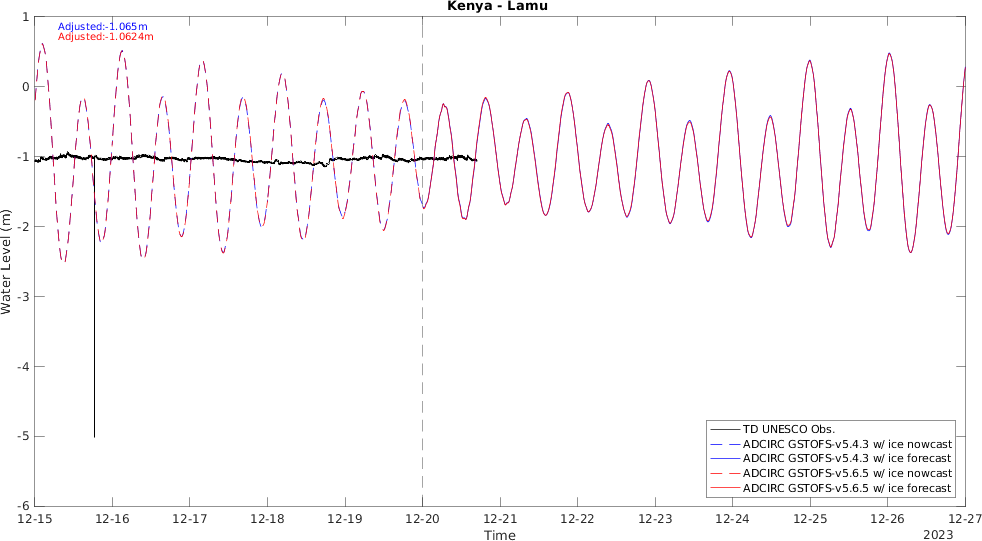 Kenya - Lamu
Adjusted:-1.065m
Adjusted:-1.0624m
1
0
-1
-2
-3
-4
-5
-6
Water Level (m)
TD UNESCO Obs.
ADCIRC GSTOFS-v5.4.3 w/ ice nowcast
ADCIRC GSTOFS-v5.4.3 w/ ice forecast
ADCIRC GSTOFS-v5.6.5 w/ ice nowcast
ADCIRC GSTOFS-v5.6.5 w/ ice forecast
12-15 12-16 12-17 12-18 12-19 12-20 12-21 12-22 12-23 12-24 12-25 12-26 12-27
Time
2023